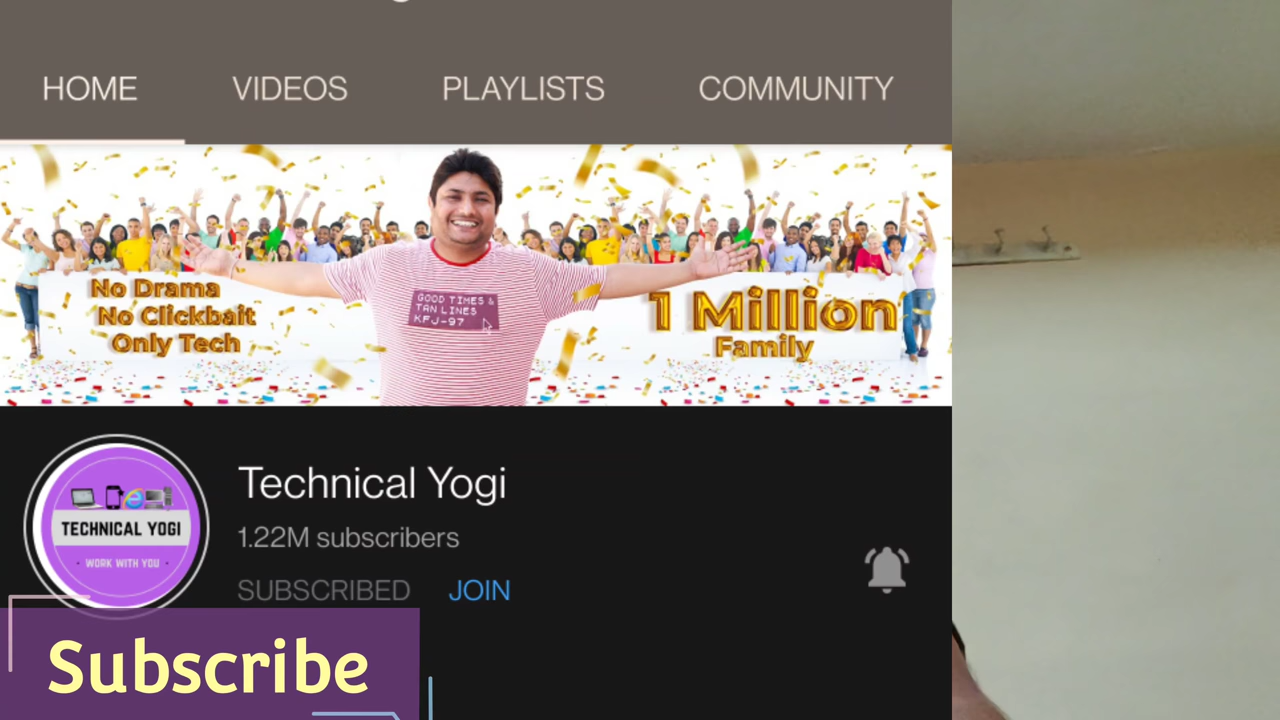 HOME VIDEOS PLAYLISTS COMMUNITY
No Drama
No Clickbait
Only Tech
GOOD TIMES &
TAN LINES
KFJ-97
1 Million
Family
Technical Yogi
1.22M subscribers
SUBSCRIBED JOIN
TECHNICAL YOGI
· WORK WITH YOU ·
Subscribe